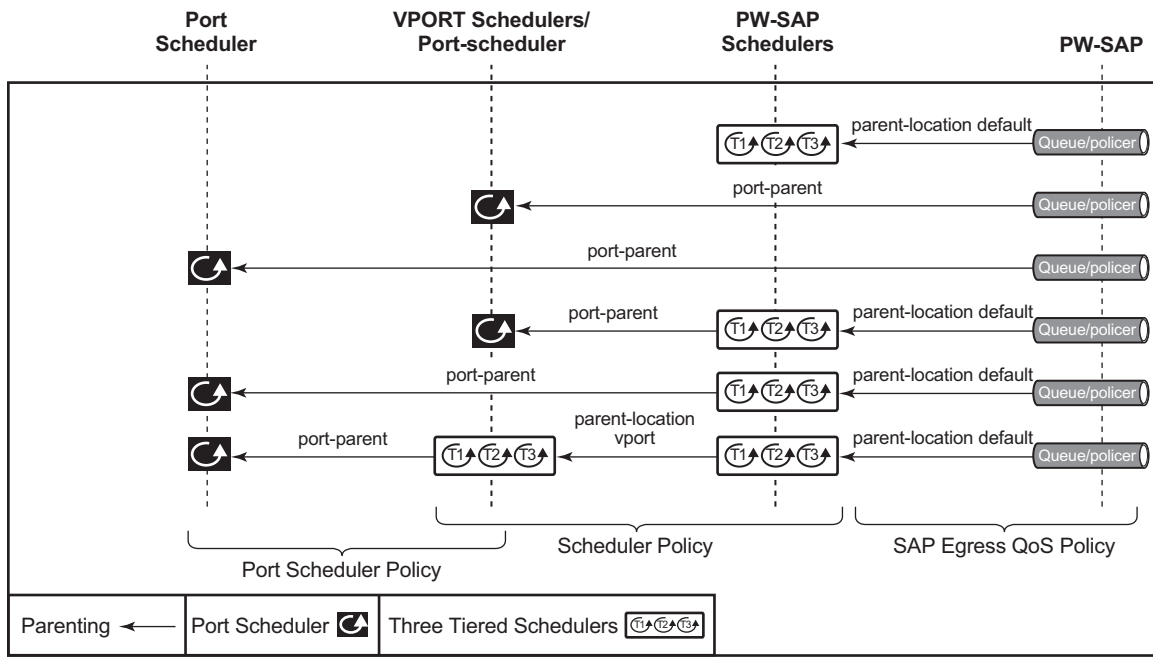 Port
Scheduler
VPORT Schedulers/
Port-scheduler
PW-SAP
Schedulers
PW-SAP
T1 T2 T3
parent-location default
Queue/policer
port-parent
Queue/policer
port-parent
Queue/policer
port-parent
T1 T2 T3
parent-location default
Queue/policer
port-parent
T1 T2 T3
parent-location default
Queue/policer
port-parent
T1 T2 T3
parent-location
vport
T1 T2 T3
parent-location default
Queue/policer
Port Scheduler Policy
Scheduler Policy
SAP Egress QoS Policy
Parenting
Port Scheduler
Three Tiered Schedulers
T1 T2 T3